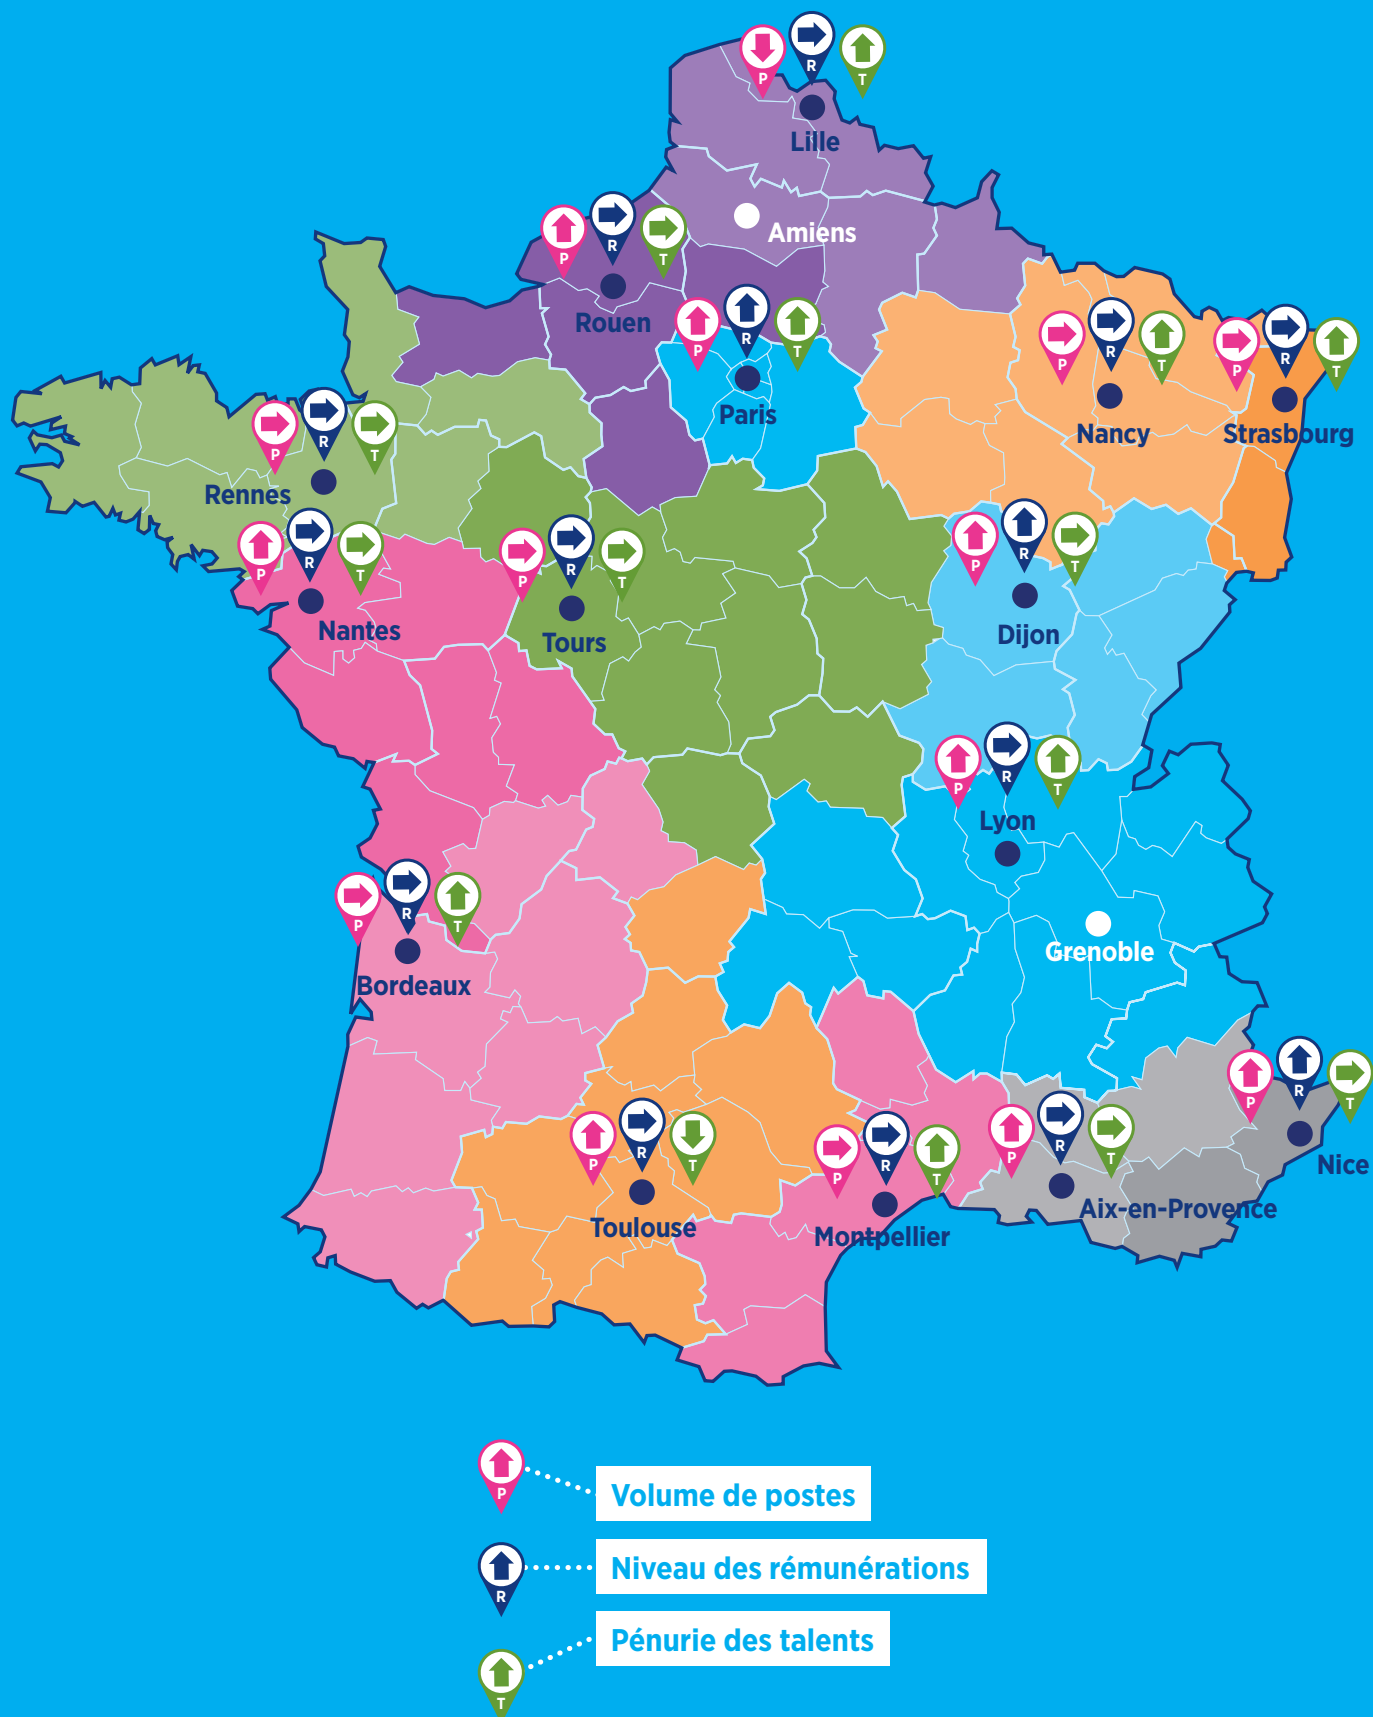 P
R
T
Lille
Amiens
P
R
T
Rouen
P
R
T
Paris
P
R
T
Nancy
P
R
T
Strasbourg
P
R
T
Rennes
P
R
T
Nantes
P
R
T
Tours
P
R
T
Dijon
P
R
T
Lyon
P
R
T
Bordeaux
Grenoble
P
R
T
Nice
P
R
T
Aix-en-Provence
P
R
T
Toulouse
P
R
T
Montpellier
P
Volume de postes
R
Niveau des rémunérations
T
Pénurie des talents